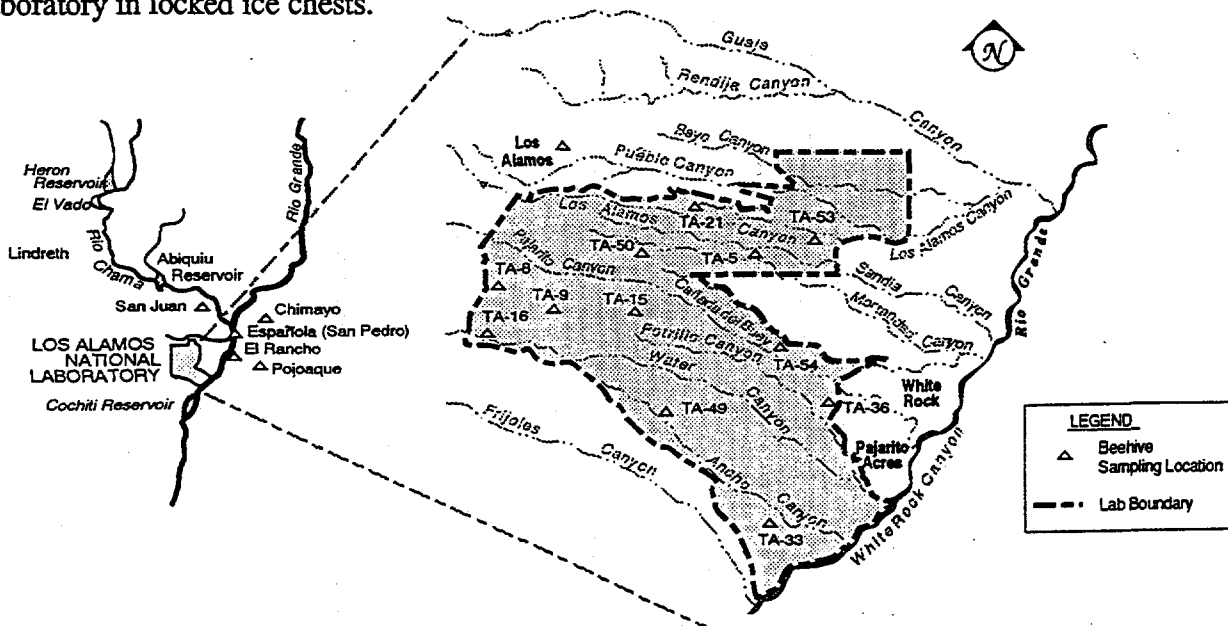 boratory in locked ice chests.
Guaje
Rendija Canyon
Canyon
N
Bayo Canyon
Los
Alamos
Pueblo Canyon
Rio Grande
Heron
Reservoir
El Vado
Rio
Chama
Lindreth
Abiquiu
Reservoir
San Juan
Chimayo
Española (San Pedro)
El Rancho
Pojoaque
LOS ALAMOS
NATIONAL
LABORATORY
Cochiti Reservoir
Los Alamos
Canyon
TA-21
TA-53
Los Alamos Canyon
TA-50
TA-5
Pajarito Canyon
TA-8
TA-9
TA-15
TA-16
Cañada del Buey
Sandia
Canyon
Mortandad Canyon
Potrillo Canyon
TA-54
Water
Canyon
White
Rock
TA-36
TA-49
Pajarito
Acres
Frijoles
Canyon
Ancho
Canyon
TA-33
White Rock Canyon
Rio Grande
LEGEND
Beehive
Sampling Location
Lab Boundary